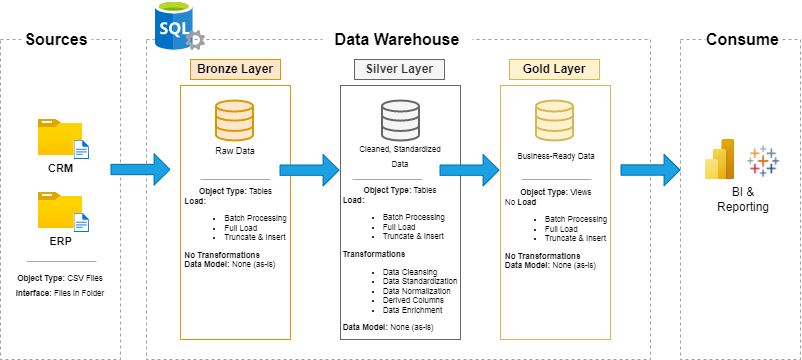 Sources
CRM
ERP
Object Type: CSV Files
Interface: Files in Folder
SQL
Data Warehouse
Bronze Layer
Raw Data
Object Type: Tables
Load:
• Batch Processing
• Full Load
• Truncate & Insert
No Transformations
Data Model: None (as-is)
Silver Layer
Cleaned, Standardized
Data
Object Type: Tables
Load:
• Batch Processing
• Full Load
• Truncate & Insert
Transformations
• Data Cleansing
• Data Standardization
• Data Normalization
• Derived Columns
• Data Enrichment
Data Model: None (as-is)
Gold Layer
Business-Ready Data
Object Type: Views
No Load
• Batch Processing
• Full Load
• Truncate & Insert
No Transformations
Data Model: None (as-is)
Consume
BI &
Reporting